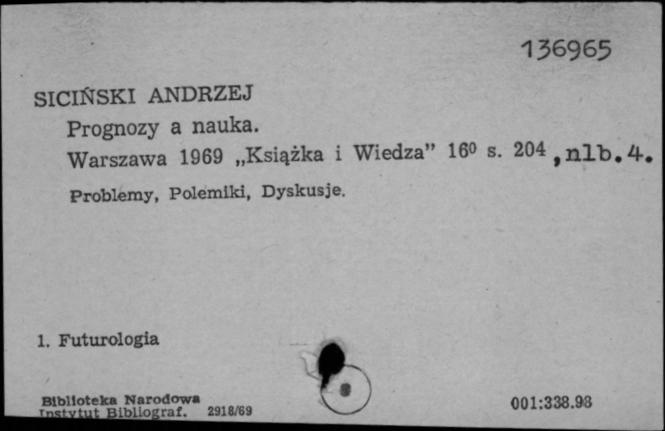 136965
SICIŃSKI ANDRZEJ
Prognozy a nauka.
Warszawa 1969 „Książka i Wiedza” 16⁰ s. 204, nlb. 4.
Problemy, Polemiki, Dyskusje.
1. Futurologia
Biblioteka Narodowa
Instytut Bibliograf. 2918/69
001:338.98